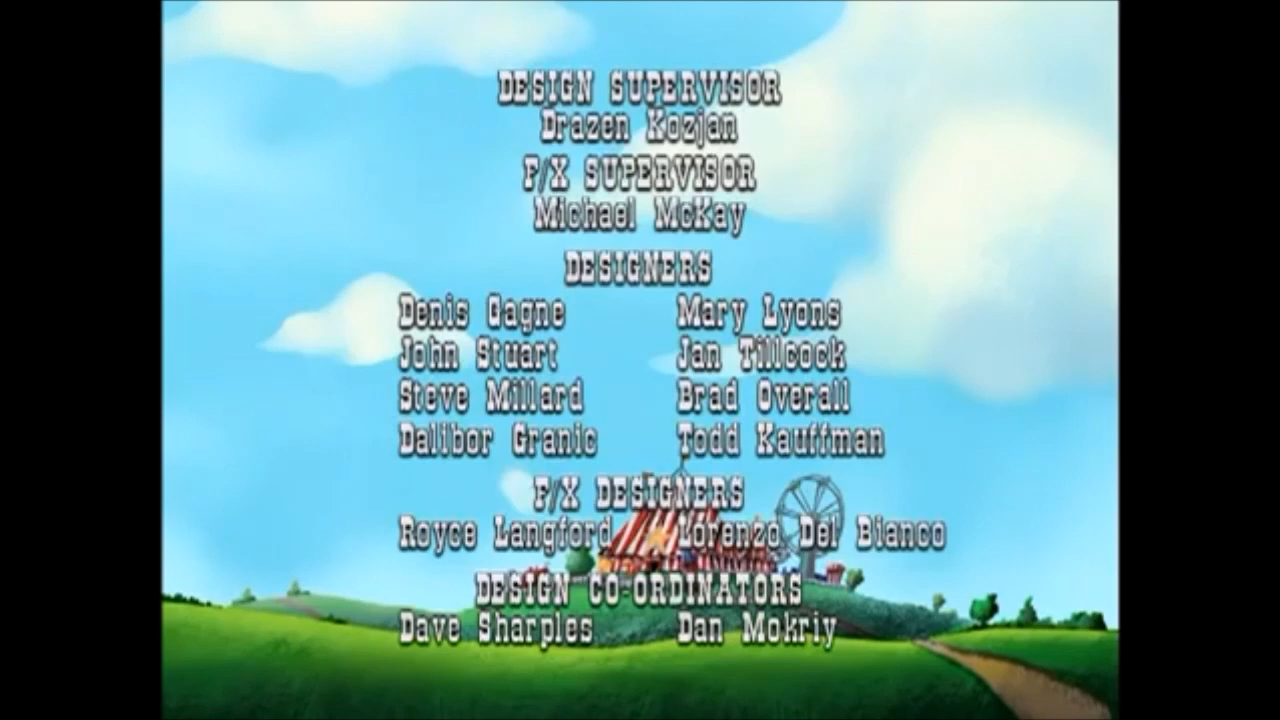 DESIGN SUPERVISOR
Drazen Kozjan
F/X SUPERVISOR
Michael McKay
DESIGNERS
Denis Gagne Mary Lyons
John Stuart Jan Tillcock
Steve Millard Brad Overall
Dalibor Granic Todd Kauffman
F/X DESIGNERS
Royce Langford Lorenzo Del Bianco
DESIGN CO-ORDINATORS
Dave Sharples Dan Mokriy